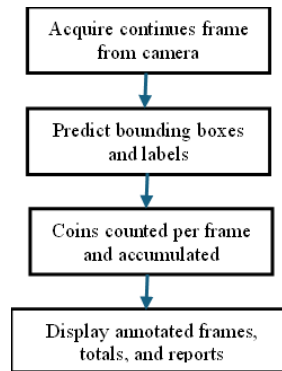 Acquire continues frame
from camera
Predict bounding boxes
and labels
Coins counted per frame
and accumulated
Display annotated frames,
totals, and reports